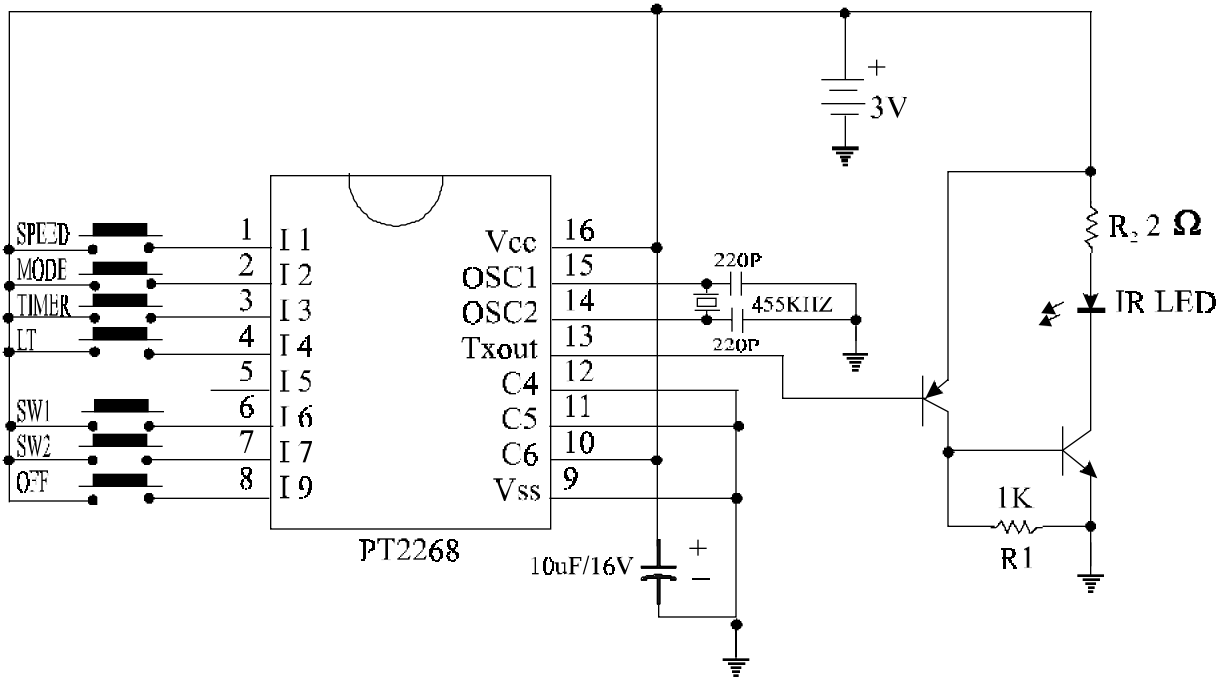 +
3V
SPEED 1 I 1
MODE 2 I 2
TIMER 3 I 3
LT 4 I 4
5 I 5
SW1 6 I 6
SW2 7 I 7
OFF 8 I 9
Vcc 16
OSC1 15
OSC2 14
Txout 13
C4 12
C5 11
C6 10
Vss 9
220P
455KHZ
220P
R2 2 Ω
IR LED
1K
R1
PT2268
10uF/16V
+
−